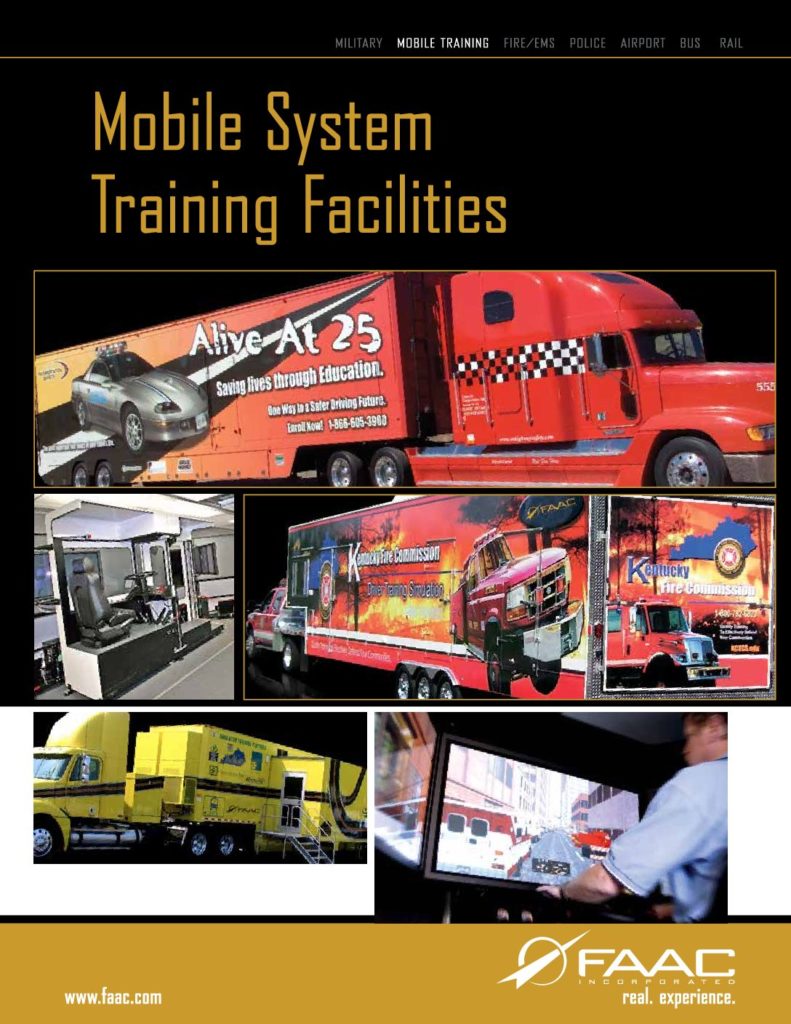 MILITARY MOBILE TRAINING FIRE/EMS POLICE AIRPORT BUS RAIL
Mobile System
Training Facilities
Alive At 25
Saving lives through Education.
One Way to a Safer Driving Future.
Enroll Now! 1-866-605-3900
555
FAAC
Kentucky Fire Commission
Driver Training Simulation
Kentucky
Fire Commission
FAAC
FAAC
INCORPORATED
www.faac.com
real. experience.